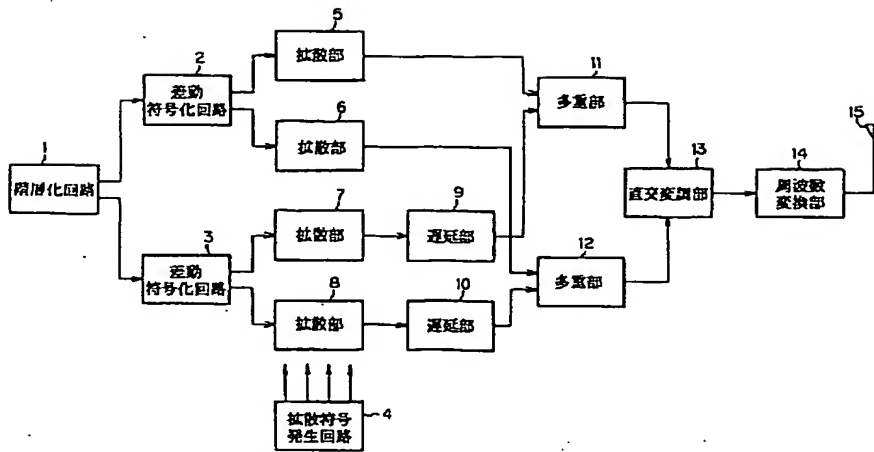 5
拡散部
2
差動
符号化回路
11
多重部
6
拡散部
15
1
階層化回路
13
直交変調部
14
周波数
変換部
7
拡散部
9
遅延部
3
差動
符号化回路
12
多重部
8
拡散部
10
遅延部
拡散符号
発生回路
4